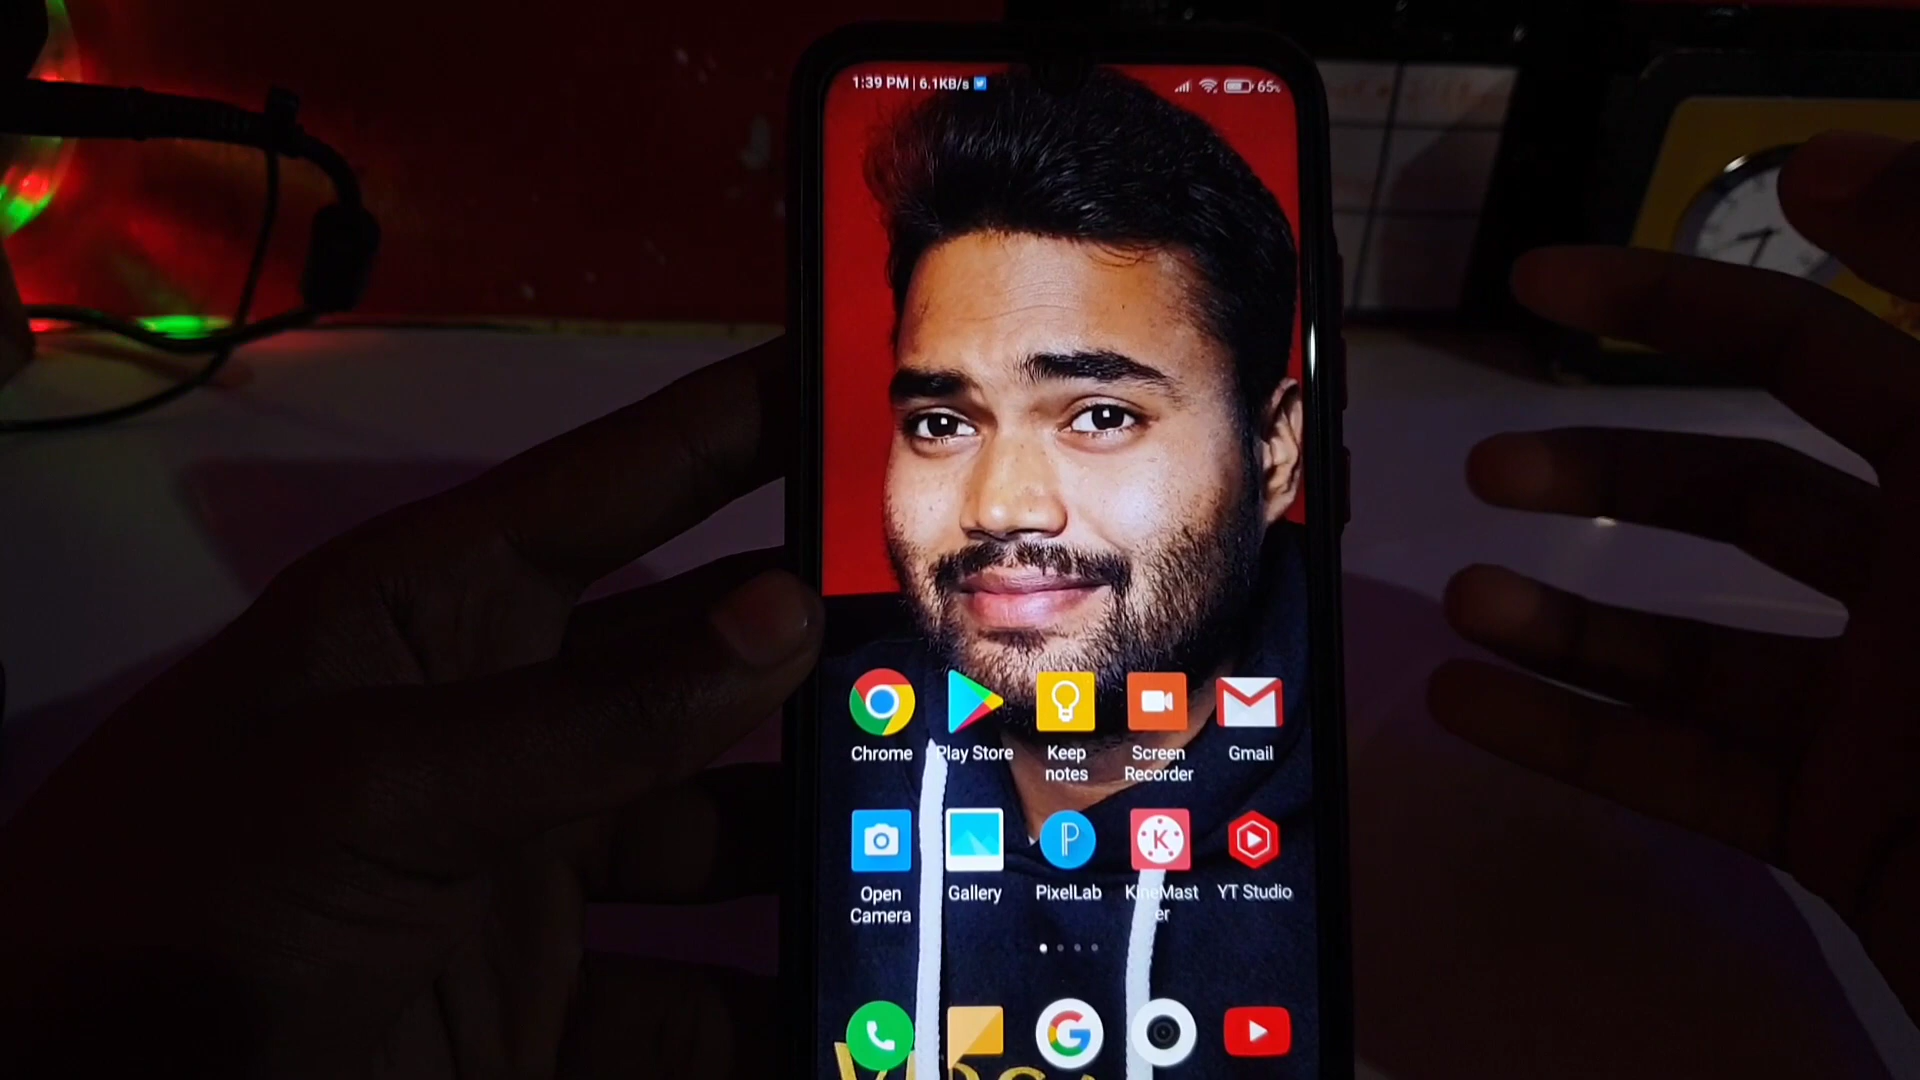 1:39 PM | 6.1KB/s 65%
Chrome Play Store Keep notes Screen Recorder Gmail
Open Camera Gallery PixelLab KineMaster YT Studio